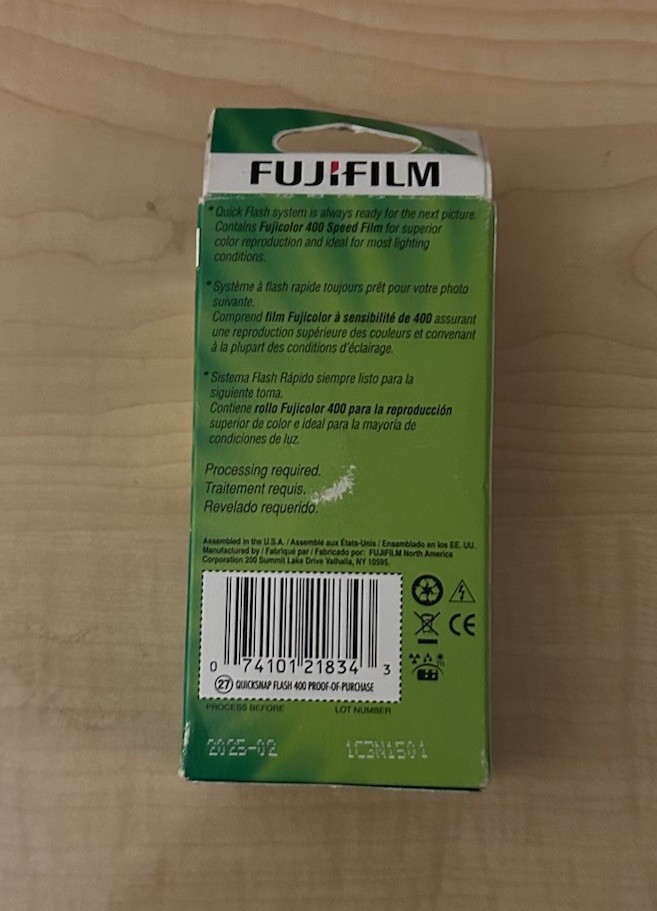 FUJIFILM
* Quick Flash system is always ready for the next picture.
Contains Fujicolor 400 Speed Film for superior
color reproduction and ideal for most lighting
conditions.
* Système à flash rapide toujours prêt pour votre photo
suivante.
Comprend film Fujicolor à sensibilité de 400 assurant
une reproduction supérieure des couleurs et convenant
à la plupart des conditions d'éclairage.
* Sistema Flash Rápido siempre listo para la
siguiente toma.
Contiene rollo Fujicolor 400 para la reproducción
superior de color e ideal para la mayoría de
condiciones de luz.
Processing required.
Traitement requis.
Revelado requerido.
Assembled in the U.S.A. / Assemblé aux États-Unis / Ensamblado en los EE. UU.
Manufactured by / Fabriqué par / Fabricado por: FUJIFILM North America
Corporation 200 Summit Lake Drive Valhalla, NY 10595.
0 74101 21834 3
27 QUICKSNAP FLASH 400 PROOF-OF-PURCHASE
CE
PROCESS BEFORE LOT NUMBER
2025-02 1C3N1501